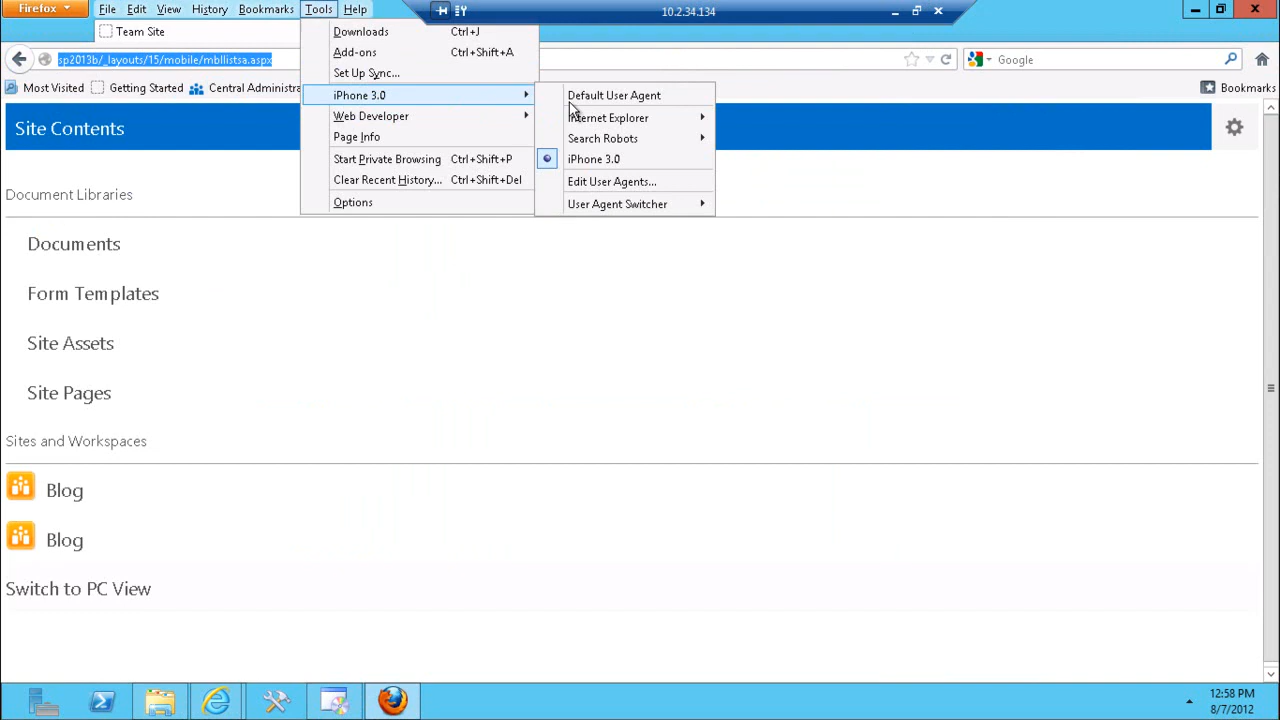 Firefox
File Edit View History Bookmarks Tools Help
10.2.34.134
Team Site
sp2013b/_layouts/15/mobile/mbllistsa.aspx
Google
Most Visited Getting Started Central Administra
Bookmarks
Downloads Ctrl+J
Add-ons Ctrl+Shift+A
Set Up Sync...
iPhone 3.0
Web Developer
Page Info
Start Private Browsing Ctrl+Shift+P
Clear Recent History... Ctrl+Shift+Del
Options
Default User Agent
Internet Explorer
Search Robots
iPhone 3.0
Edit User Agents...
User Agent Switcher
Site Contents
Document Libraries
Documents
Form Templates
Site Assets
Site Pages
Sites and Workspaces
Blog
Blog
Switch to PC View
12:58 PM
8/7/2012